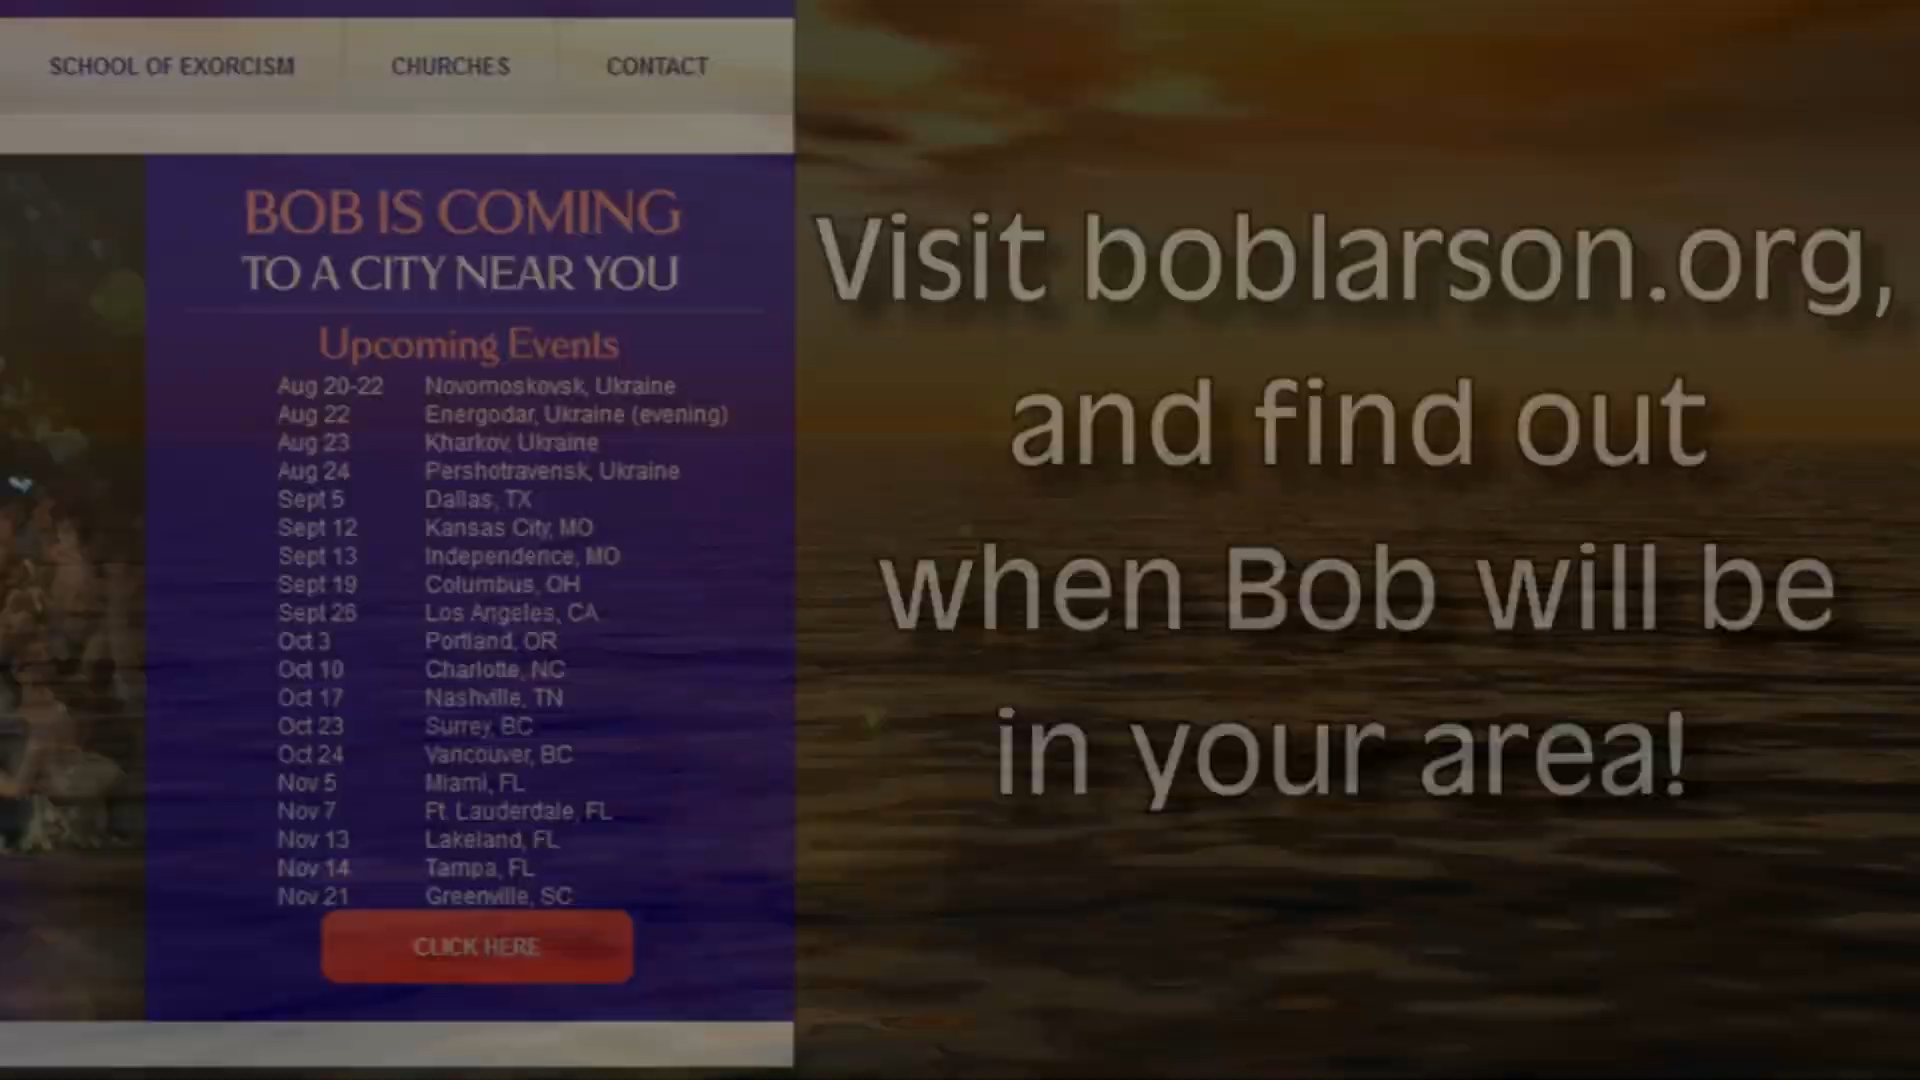 SCHOOL OF EXORCISM CHURCHES CONTACT
BOB IS COMING
TO A CITY NEAR YOU
Upcoming Events
Aug 20-22 Novomoskovsk, Ukraine
Aug 22 Energodar, Ukraine (evening)
Aug 23 Kharkov, Ukraine
Aug 24 Pershotravensk, Ukraine
Sept 5 Dallas, TX
Sept 12 Kansas City, MO
Sept 13 Independence, MO
Sept 19 Columbus, OH
Sept 26 Los Angeles, CA
Oct 3 Portland, OR
Oct 10 Charlotte, NC
Oct 17 Nashville, TN
Oct 23 Surrey, BC
Oct 24 Vancouver, BC
Nov 5 Miami, FL
Nov 7 Ft. Lauderdale, FL
Nov 13 Lakeland, FL
Nov 14 Tampa, FL
Nov 21 Greenville, SC
CLICK HERE
Visit boblarson.org,
and find out
when Bob will be
in your area!